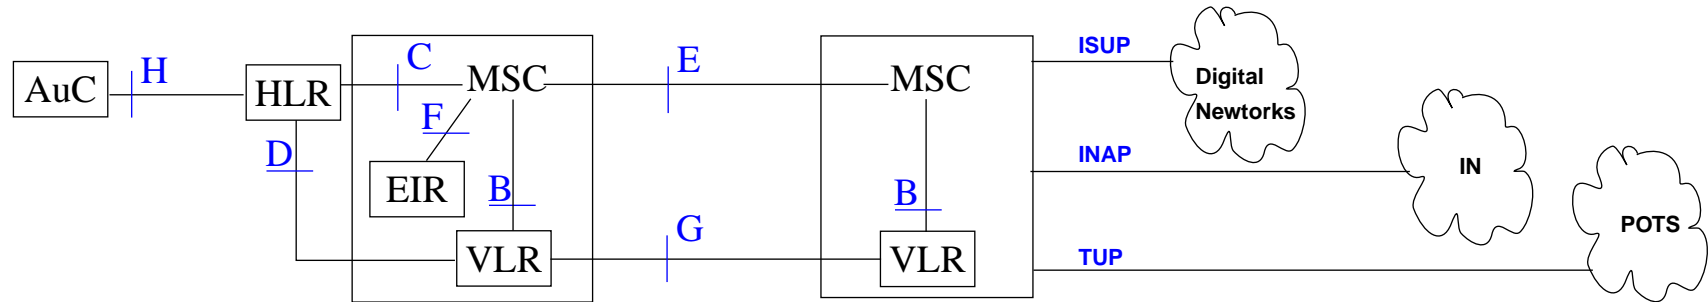 AuC
H
HLR
D
C
MSC
F
EIR
B
VLR
E
G
MSC
B
VLR
ISUP
Digital
Newtorks
INAP
IN
TUP
POTS